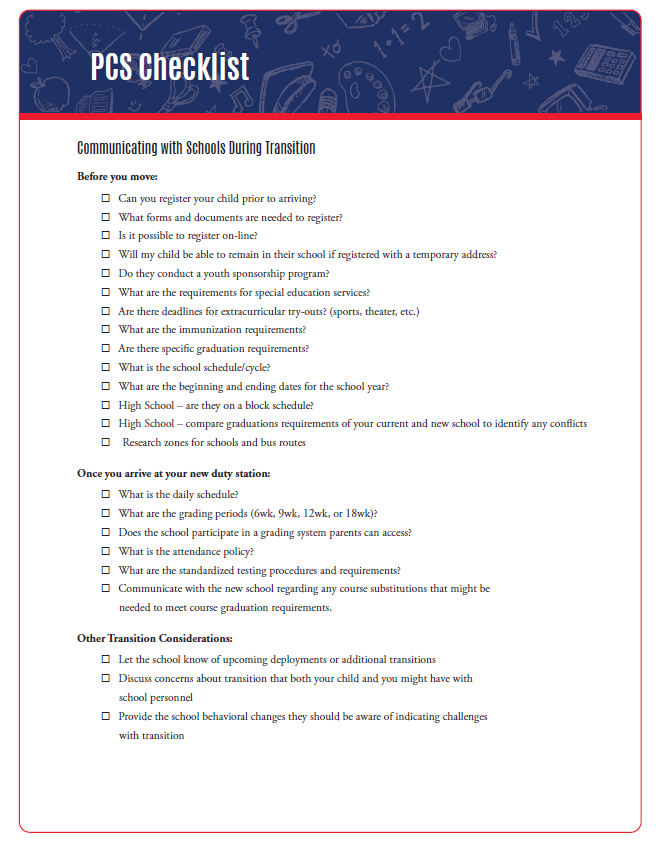 PCS Checklist
1+1=2
123
xo
Communicating with Schools During Transition
Before you move:
☐ Can you register your child prior to arriving?
☐ What forms and documents are needed to register?
☐ Is it possible to register on-line?
☐ Will my child be able to remain in their school if registered with a temporary address?
☐ Do they conduct a youth sponsorship program?
☐ What are the requirements for special education services?
☐ Are there deadlines for extracurricular try-outs? (sports, theater, etc.)
☐ What are the immunization requirements?
☐ Are there specific graduation requirements?
☐ What is the school schedule/cycle?
☐ What are the beginning and ending dates for the school year?
☐ High School – are they on a block schedule?
☐ High School – compare graduations requirements of your current and new school to identify any conflicts
☐ Research zones for schools and bus routes
Once you arrive at your new duty station:
☐ What is the daily schedule?
☐ What are the grading periods (6wk, 9wk, 12wk, or 18wk)?
☐ Does the school participate in a grading system parents can access?
☐ What is the attendance policy?
☐ What are the standardized testing procedures and requirements?
☐ Communicate with the new school regarding any course substitutions that might be
needed to meet course graduation requirements.
Other Transition Considerations:
☐ Let the school know of upcoming deployments or additional transitions
☐ Discuss concerns about transition that both your child and you might have with
school personnel
☐ Provide the school behavioral changes they should be aware of indicating challenges
with transition